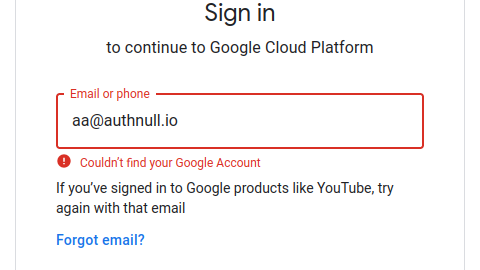 Sign in
to continue to Google Cloud Platform
Email or phone
aa@authnull.io
Couldn't find your Google Account
If you've signed in to Google products like YouTube, try
again with that email
Forgot email?